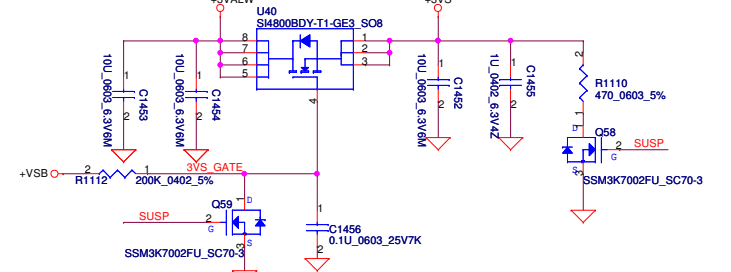 +3VALW
+3VS
U40
SI4800BDY-T1-GE3_SO8
8
7
6
5
1
2
3
4
10U_0603_6.3V6M
1
2
C1453
10U_0603_6.3V6M
1
2
C1454
10U_0603_6.3V6M
1
2
C1452
1U_0402_6.3V4Z
1
2
C1455
2
R1110
470_0603_5%
1
1
D
Q58
SUSP
2
G
S
3
SSM3K7002FU_SC70-3
+VSB
2
1
3VS_GATE
R1112
200K_0402_5%
Q59
1
D
SUSP
2
G
S
3
SSM3K7002FU_SC70-3
1
C1456
0.1U_0603_25V7K
2